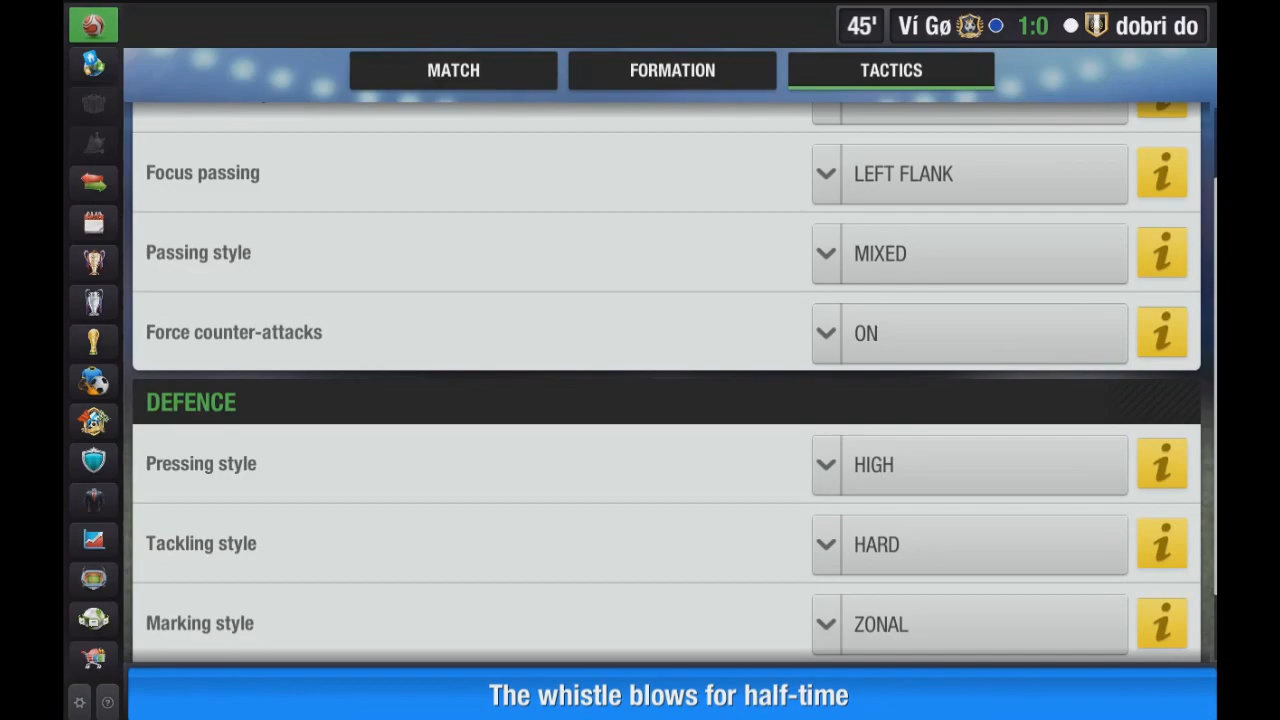 45' Ví Gø 1:0 dobri do
MATCH FORMATION TACTICS
Focus passing LEFT FLANK
Passing style MIXED
Force counter-attacks ON
DEFENCE
Pressing style HIGH
Tackling style HARD
Marking style ZONAL
The whistle blows for half-time